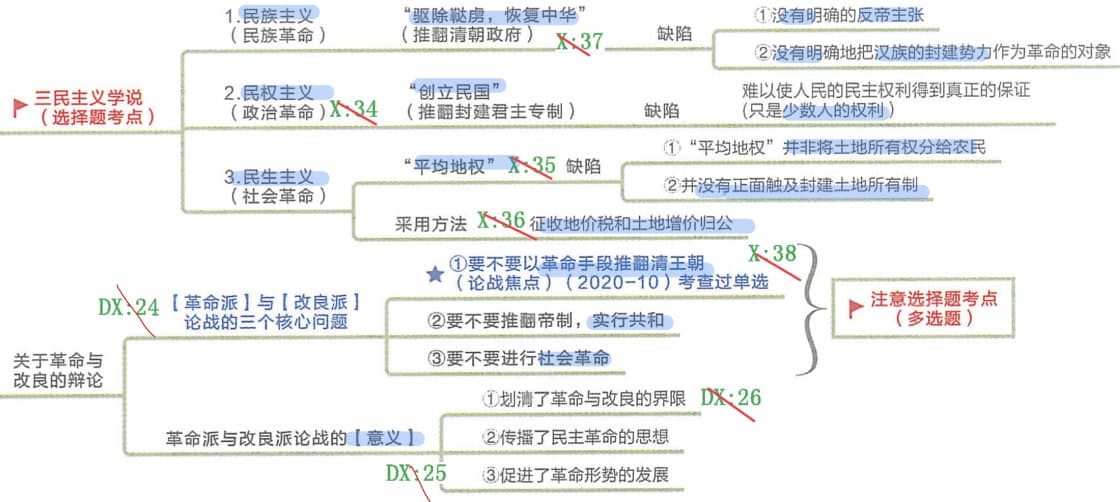 三民主义学说
（选择题考点）
1.民族主义
（民族革命）
“驱除鞑虏，恢复中华”
（推翻清朝政府）
X:37
缺陷
①没有明确的反帝主张
②没有明确地把汉族的封建势力作为革命的对象
2.民权主义
（政治革命）
X:34
“创立民国”
（推翻封建君主专制）
缺陷
难以使人民的民主权利得到真正的保证
（只是少数人的权利）
3.民生主义
（社会革命）
“平均地权”
X:35
缺陷
①“平均地权”并非将土地所有权分给农民
②并没有正面触及封建土地所有制
采用方法
X:36
征收地价税和土地增价归公
关于革命与
改良的辩论
DX:24
【革命派】与【改良派】
论战的三个核心问题
①要不要以革命手段推翻清王朝
（论战焦点）（2020-10）考查过单选
X:38
②要不要推翻帝制，实行共和
③要不要进行社会革命
注意选择题考点
（多选题）
革命派与改良派论战的【意义】
DX:25
①划清了革命与改良的界限
DX:26
②传播了民主革命的思想
③促进了革命形势的发展